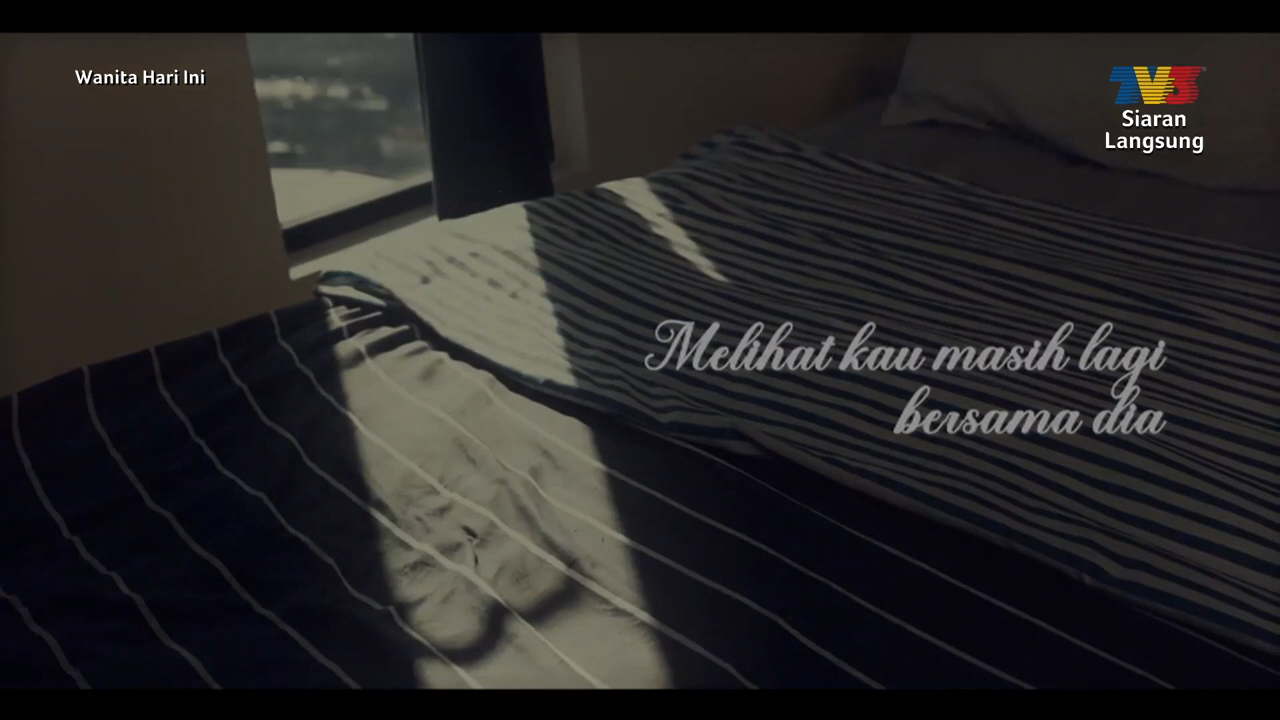 Wanita Hari Ini
TV3
Siaran
Langsung
Melihat kau masih lagi
bersama dia